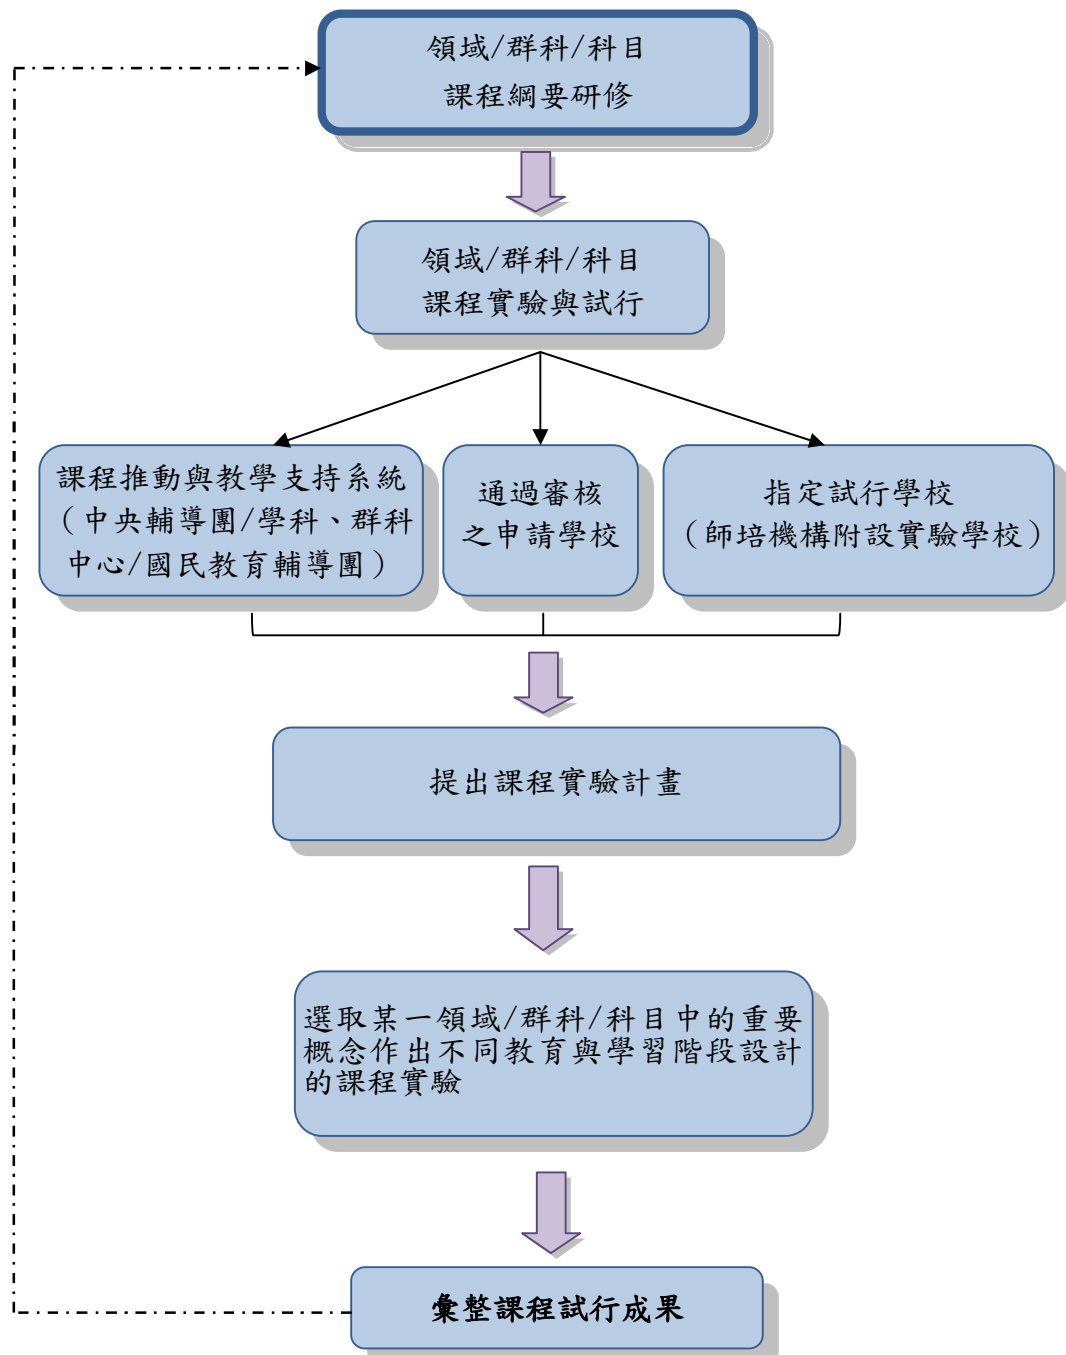 領域/群科/科目
課程綱要研修
領域/群科/科目
課程實驗與試行
課程推動與教學支持系統
（中央輔導團/學科、群科
中心/國民教育輔導團）
通過審核
之申請學校
指定試行學校
（師培機構附設實驗學校）
提出課程實驗計畫
選取某一領域/群科/科目中的重要
概念作出不同教育與學習階段設計
的課程實驗
彙整課程試行成果